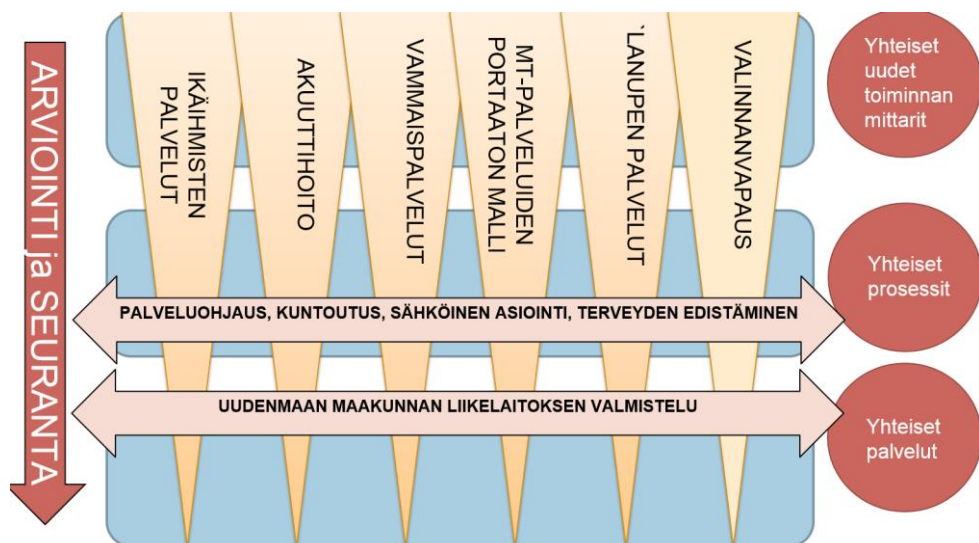 ARVIOINTI ja SEURANTA
IKÄIHMISTEN
PALVELUT
AKUUTTIHOITO
VAMMAISPALVELUT
MT-PALVELUIDEN
PORTAATON MALLI
`LANUPEN PALVELUT
VALINNANVAPAUS
Yhteiset
uudet
toiminnan
mittarit
Yhteiset
prosessit
PALVELUOHJAUS, KUNTOUTUS, SÄHKÖINEN ASIOINTI, TERVEYDEN EDISTÄMINEN
UUDENMAAN MAAKUNNAN LIIKELAITOKSEN VALMISTELU
Yhteiset
palvelut